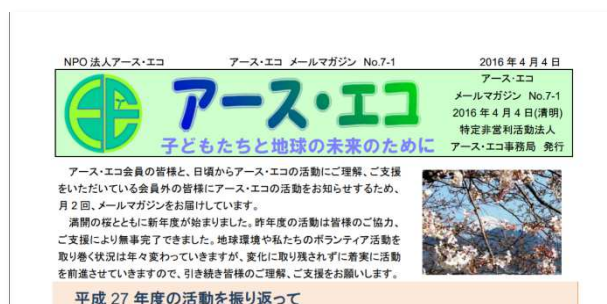 NPO 法人アース・エコ アース・エコ メールマガジン No.7-1 2016 年 4 月 4 日
アース・エコ
子どもたちと地球の未来のために
アース・エコ
メールマガジン No.7-1
2016 年 4 月 4 日(清明)
特定非営利活動法人
アース・エコ事務局 発行
アース・エコ会員の皆様と、日頃からアース・エコの活動にご理解、ご支援
をいただいている会員外の皆様にアース・エコの活動をお知らせするため、
月 2 回、メールマガジンをお届けしています。
満開の桜とともに新年度が始まりました。昨年度の活動は皆様のご協力、
ご支援により無事完了できました。地球環境や私たちのボランティア活動を
取り巻く状況は年々変わっていきますが、変化に取り残されずに着実に活動
を前進させていきますので、引き続き皆様のご理解、ご支援をお願いします。
平成 27 年度の活動を振り返って